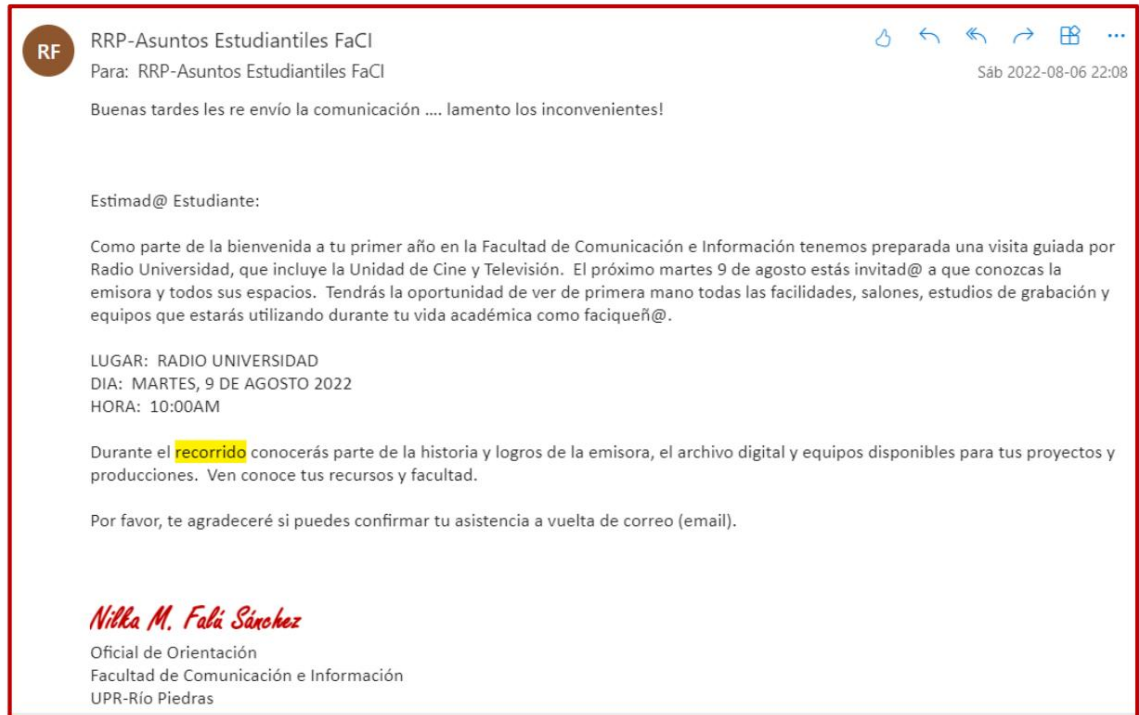 RF
RRP-Asuntos Estudiantiles FaCI
Para: RRP-Asuntos Estudiantiles FaCI
Sáb 2022-08-06 22:08
Buenas tardes les re envío la comunicación .... lamento los inconvenientes!
Estimad@ Estudiante:
Como parte de la bienvenida a tu primer año en la Facultad de Comunicación e Información tenemos preparada una visita guiada por
Radio Universidad, que incluye la Unidad de Cine y Televisión. El próximo martes 9 de agosto estás invitad@ a que conozcas la
emisora y todos sus espacios. Tendrás la oportunidad de ver de primera mano todas las facilidades, salones, estudios de grabación y
equipos que estarás utilizando durante tu vida académica como faciqueñ@.
LUGAR: RADIO UNIVERSIDAD
DIA: MARTES, 9 DE AGOSTO 2022
HORA: 10:00AM
Durante el recorrido conocerás parte de la historia y logros de la emisora, el archivo digital y equipos disponibles para tus proyectos y
producciones. Ven conoce tus recursos y facultad.
Por favor, te agradeceré si puedes confirmar tu asistencia a vuelta de correo (email).
Nilka M. Falú Sánchez
Oficial de Orientación
Facultad de Comunicación e Información
UPR-Río Piedras